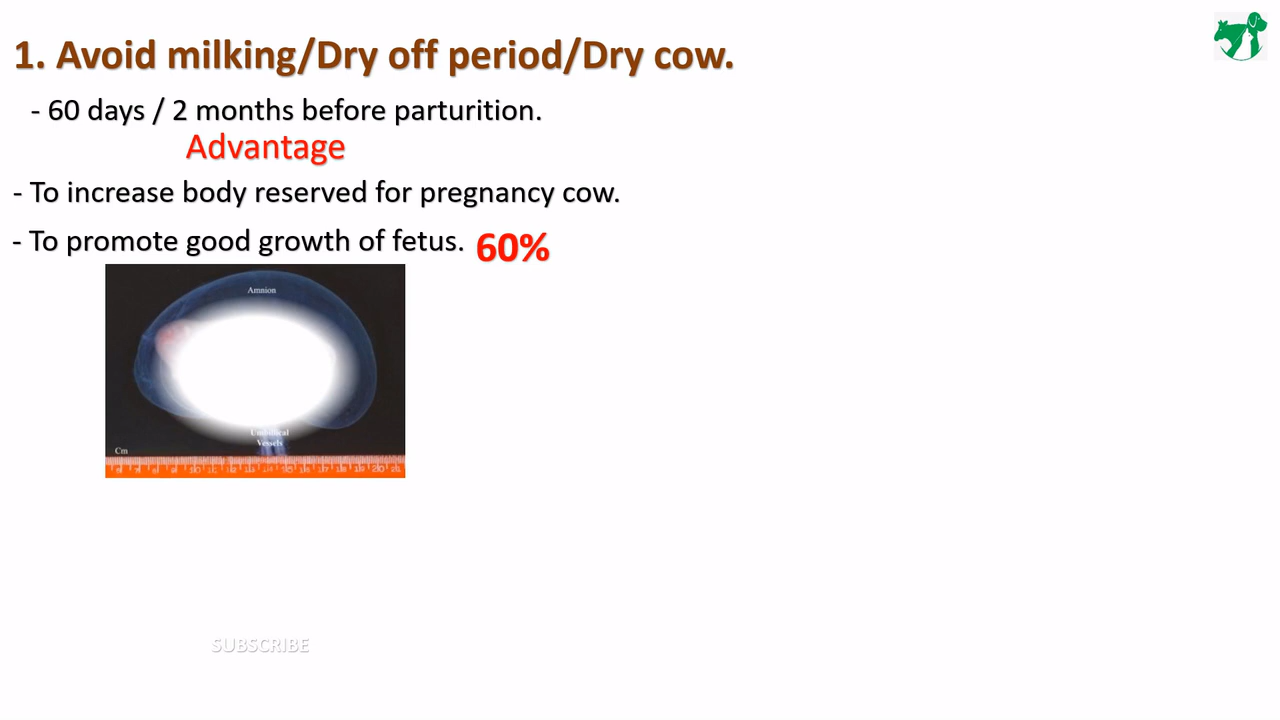 1. Avoid milking/Dry off period/Dry cow.
- 60 days / 2 months before parturition.
Advantage
- To increase body reserved for pregnancy cow.
- To promote good growth of fetus. 60%
Amnion
Vessels
Cm
SUBSCRIBE